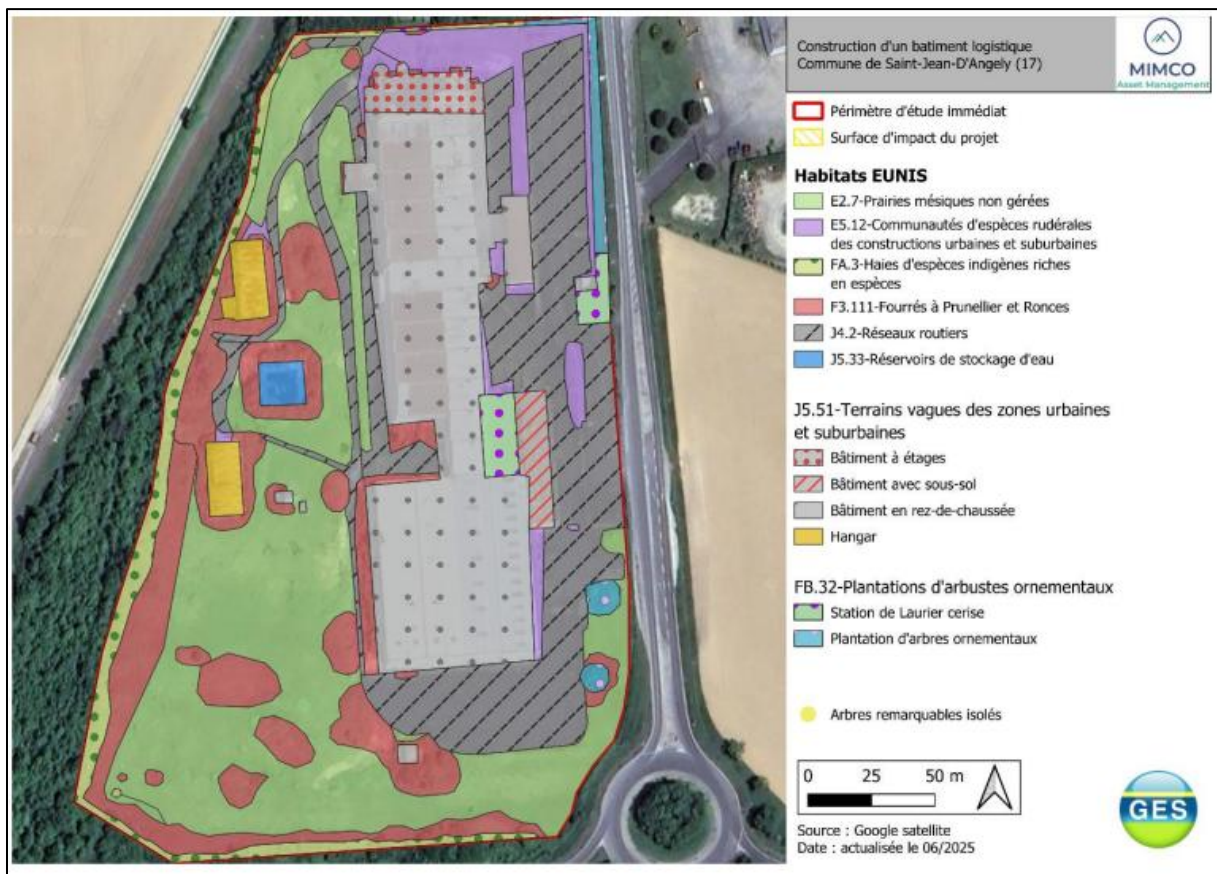 Construction d'un batiment logistique
Commune de Saint-Jean-D'Angely (17)
MIMCO
Asset Management
Périmètre d'étude immédiat
Surface d'impact du projet
Habitats EUNIS
E2.7-Prairies mésiques non gérées
E5.12-Communautés d'espèces rudérales
des constructions urbaines et suburbaines
FA.3-Haies d'espèces indigènes riches
en espèces
F3.111-Fourrés à Prunellier et Ronces
J4.2-Réseaux routiers
J5.33-Réservoirs de stockage d'eau
J5.51-Terrains vagues des zones urbaines
et suburbaines
Bâtiment à étages
Bâtiment avec sous-sol
Bâtiment en rez-de-chaussée
Hangar
FB.32-Plantations d'arbustes ornementaux
Station de Laurier cerise
Plantation d'arbres ornementaux
Arbres remarquables isolés
0 25 50 m
Source : Google satellite
Date : actualisée le 06/2025
GES